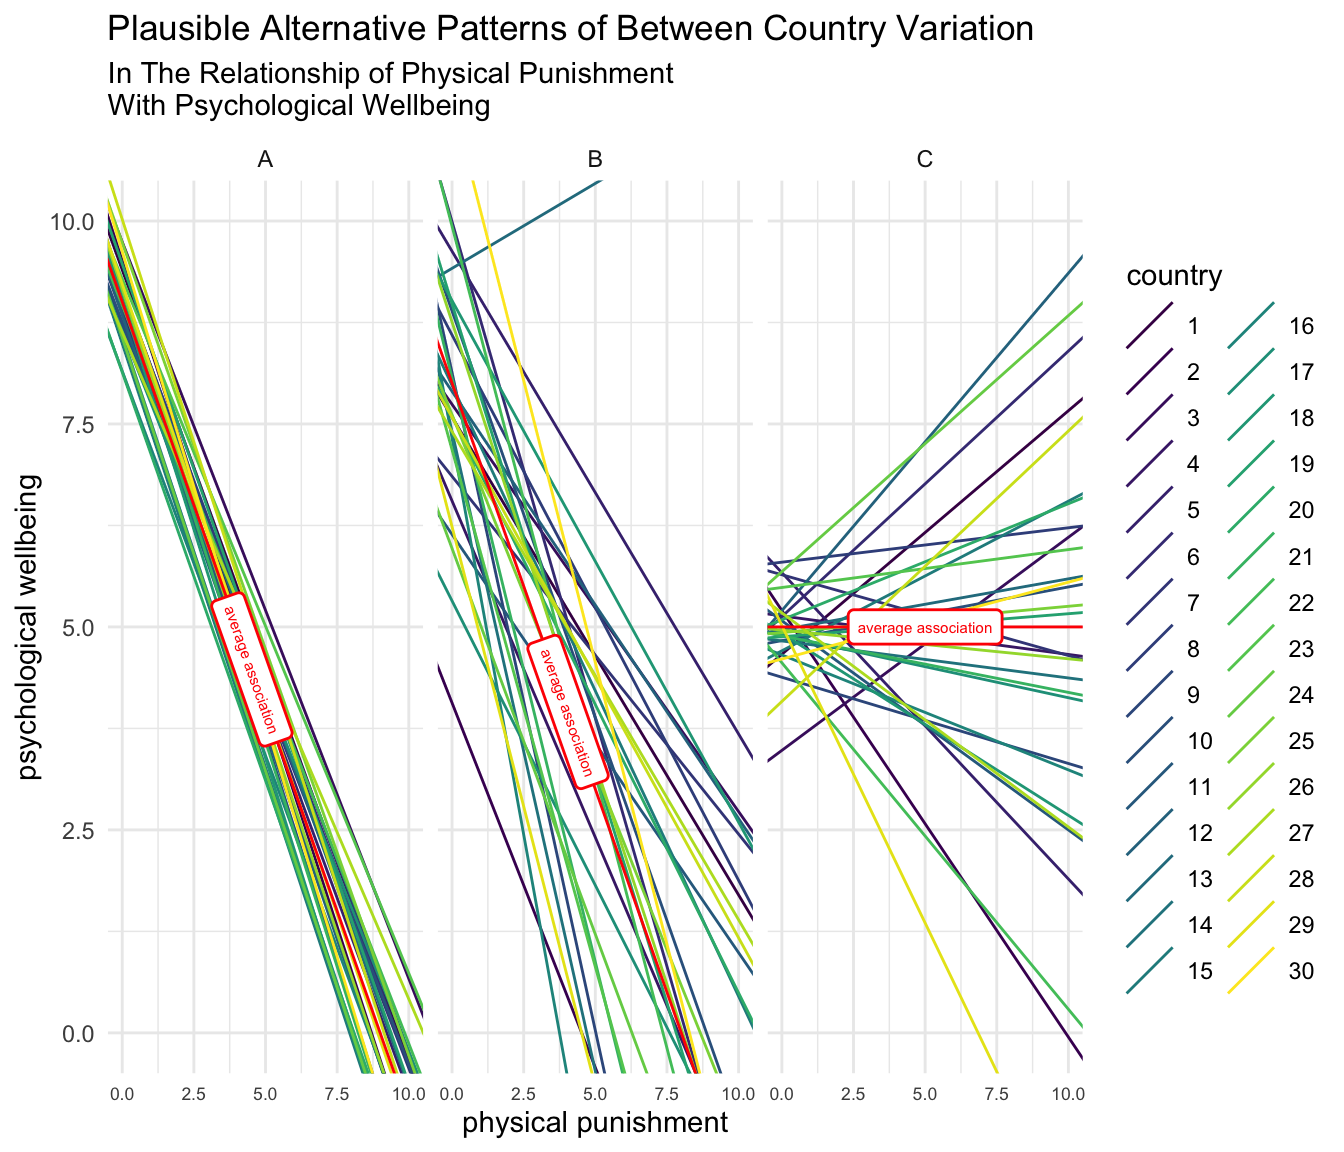 Plausible Alternative Patterns of Between Country Variation
In The Relationship of Physical Punishment
With Psychological Wellbeing
A
B
C
psychological wellbeing
10.0
7.5
5.0
2.5
0.0
average association
average association
average association
0.0 2.5 5.0 7.5 10.0
0.0 2.5 5.0 7.5 10.0
0.0 2.5 5.0 7.5 10.0
physical punishment
country
1
2
3
4
5
6
7
8
9
10
11
12
13
14
15
16
17
18
19
20
21
22
23
24
25
26
27
28
29
30